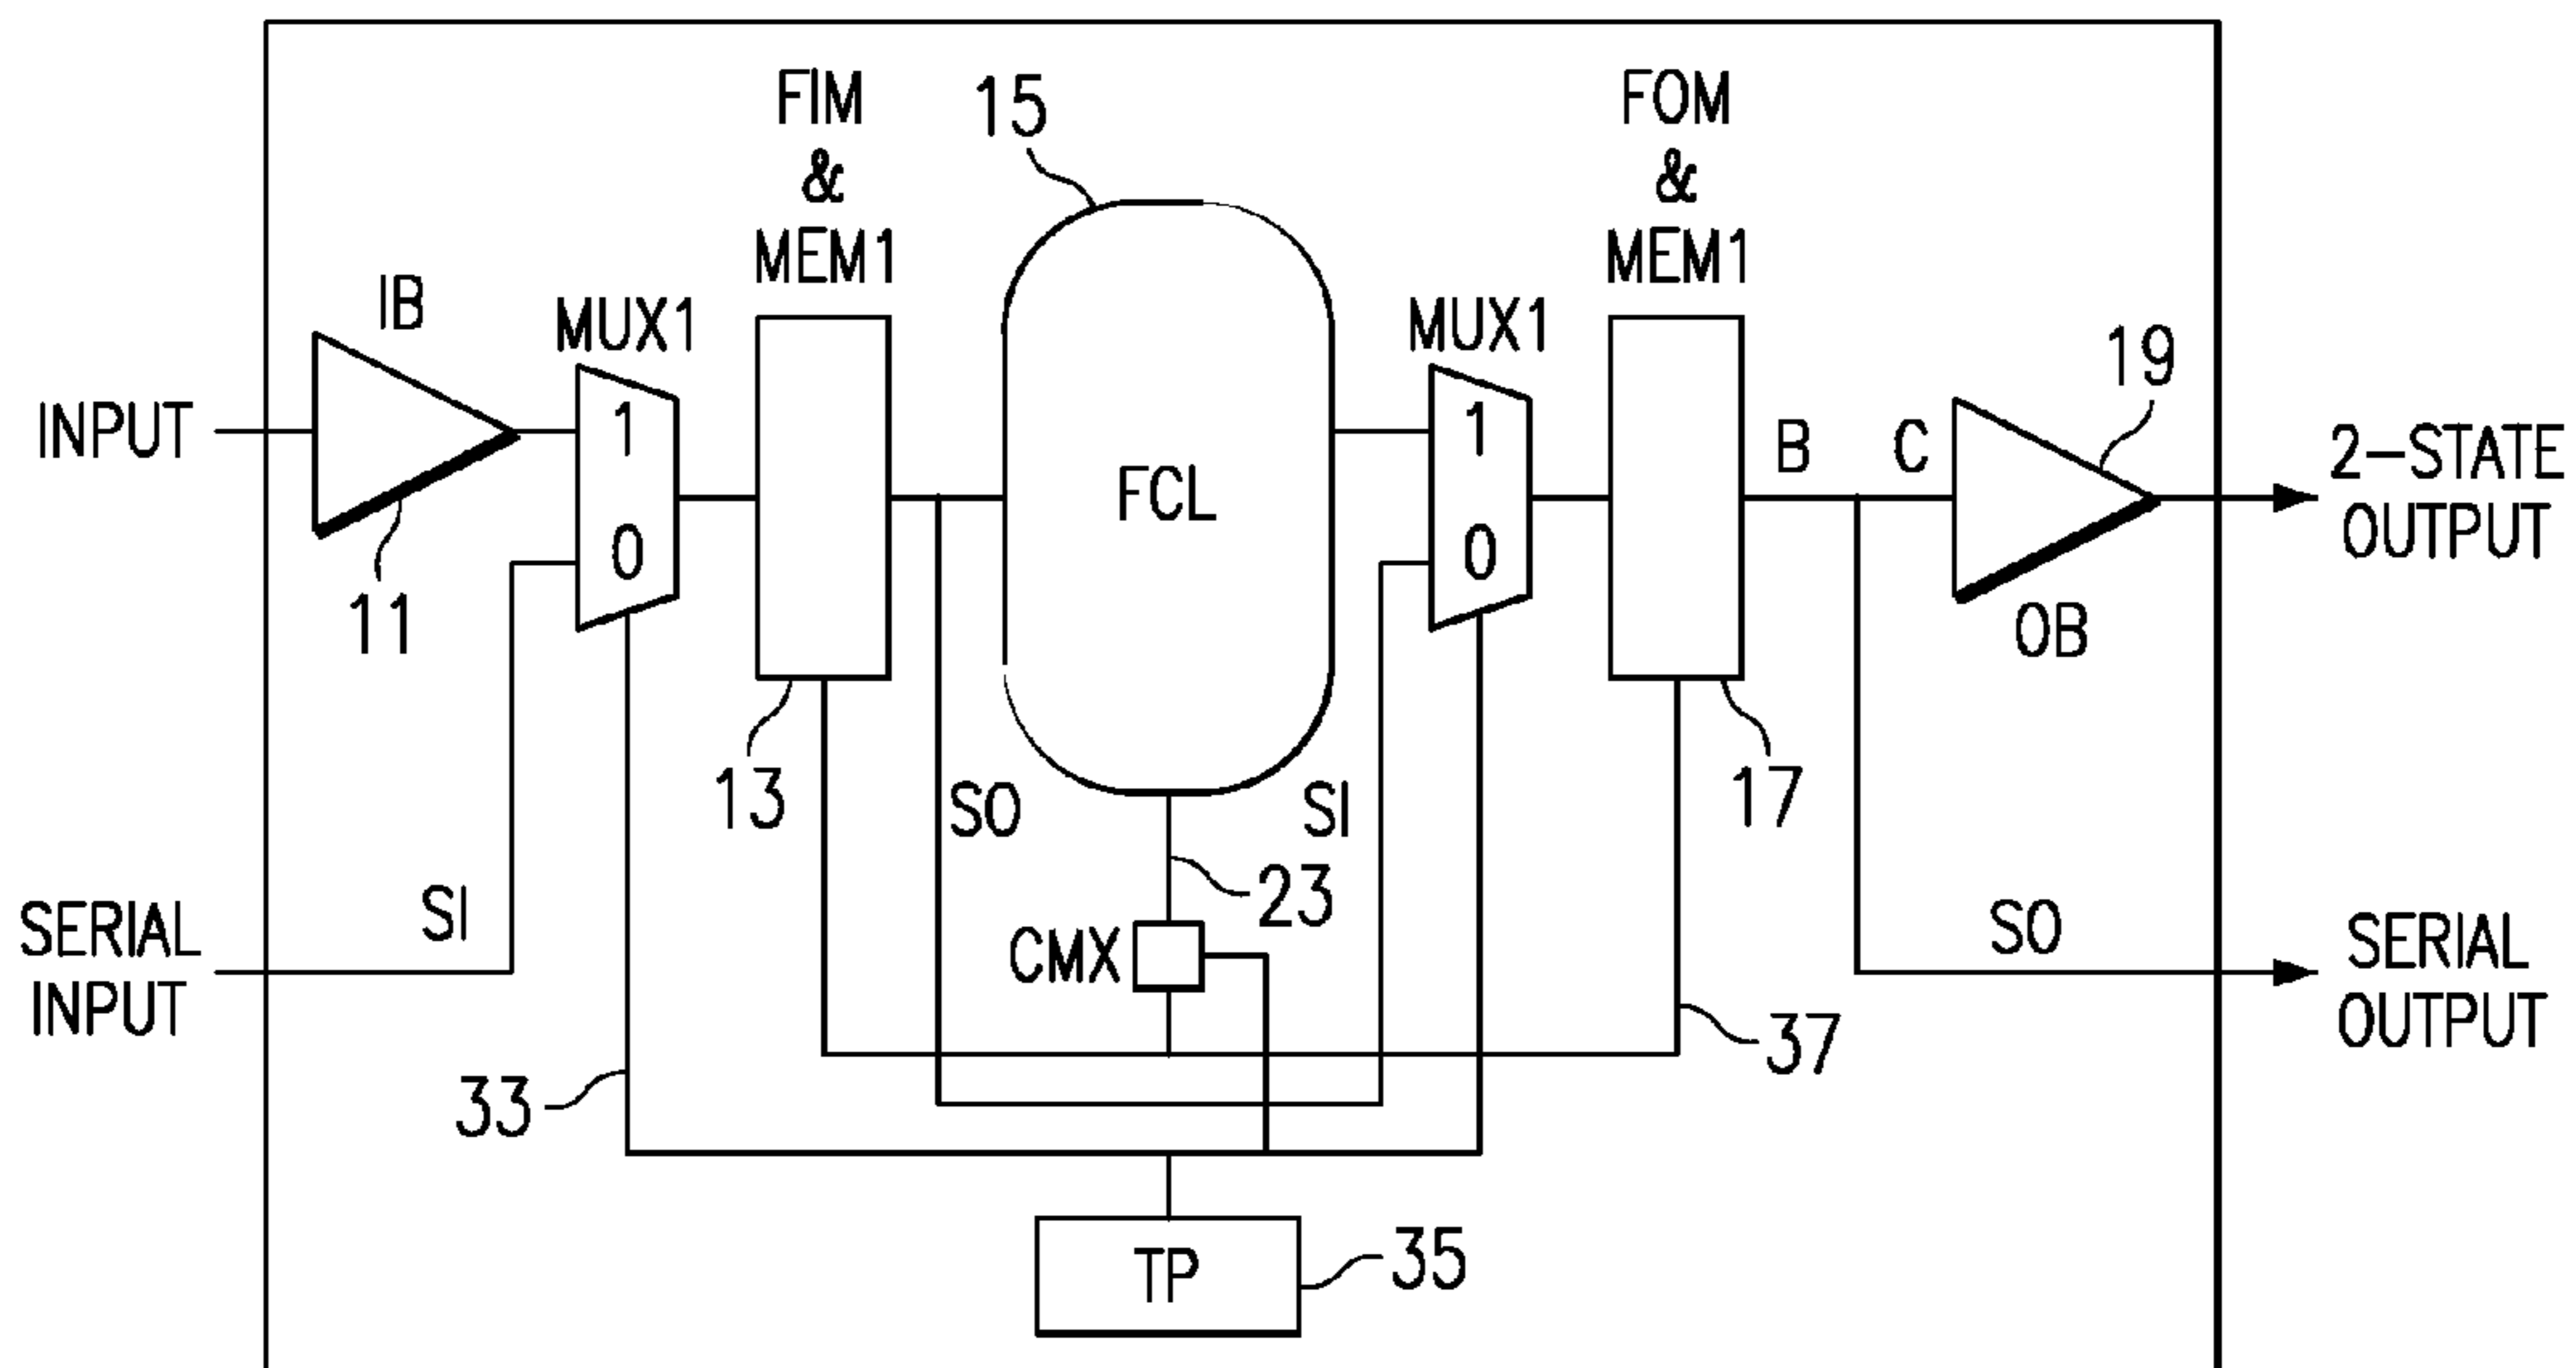 FIM
&
MEM1
15
FOM
&
MEM1
IB
MUX1
MUX1
19
INPUT
1
0
FCL
1
0
B
C
2-STATE
OUTPUT
11
OB
13
SO
SI
17
23
SERIAL
INPUT
SI
CMX
SO
SERIAL
OUTPUT
33
37
TP
35